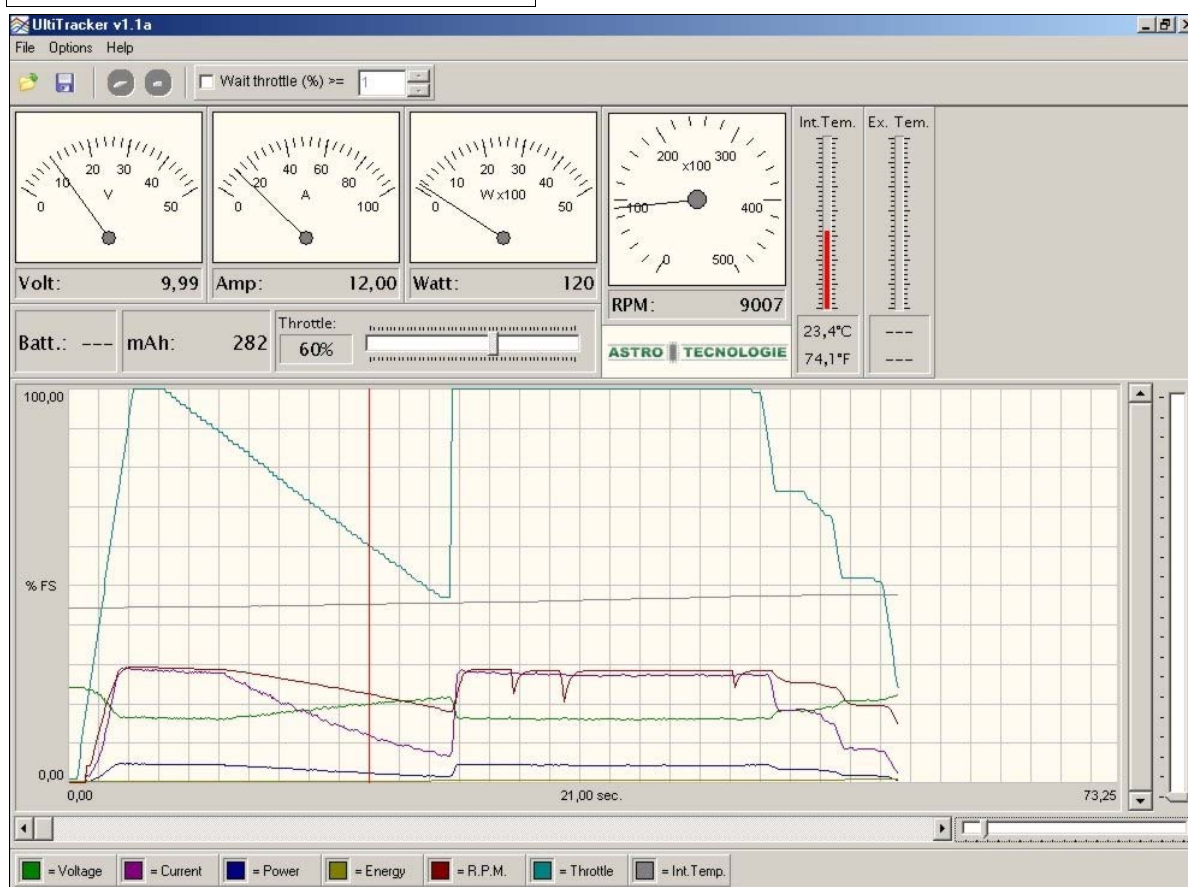 UltiTracker v1.1a
File Options Help
Wait throttle (%) >= 1
0 10 20 30 40 50
V
0 20 40 60 80 100
A
0 10 20 30 40 50
W x100
0 100 200 300 400 500
x100
Int.Tem. Ex. Tem.
Volt: 9,99
Amp: 12,00
Watt: 120
RPM: 9007
Batt.: ---
mAh: 282
Throttle:
60%
ASTRO TECNOLOGIE
23,4°C ---
74,1°F ---
100,00
% FS
0,00
0,00 21,00 sec. 73,25
= Voltage = Current = Power = Energy = R.P.M. = Throttle = Int.Temp.